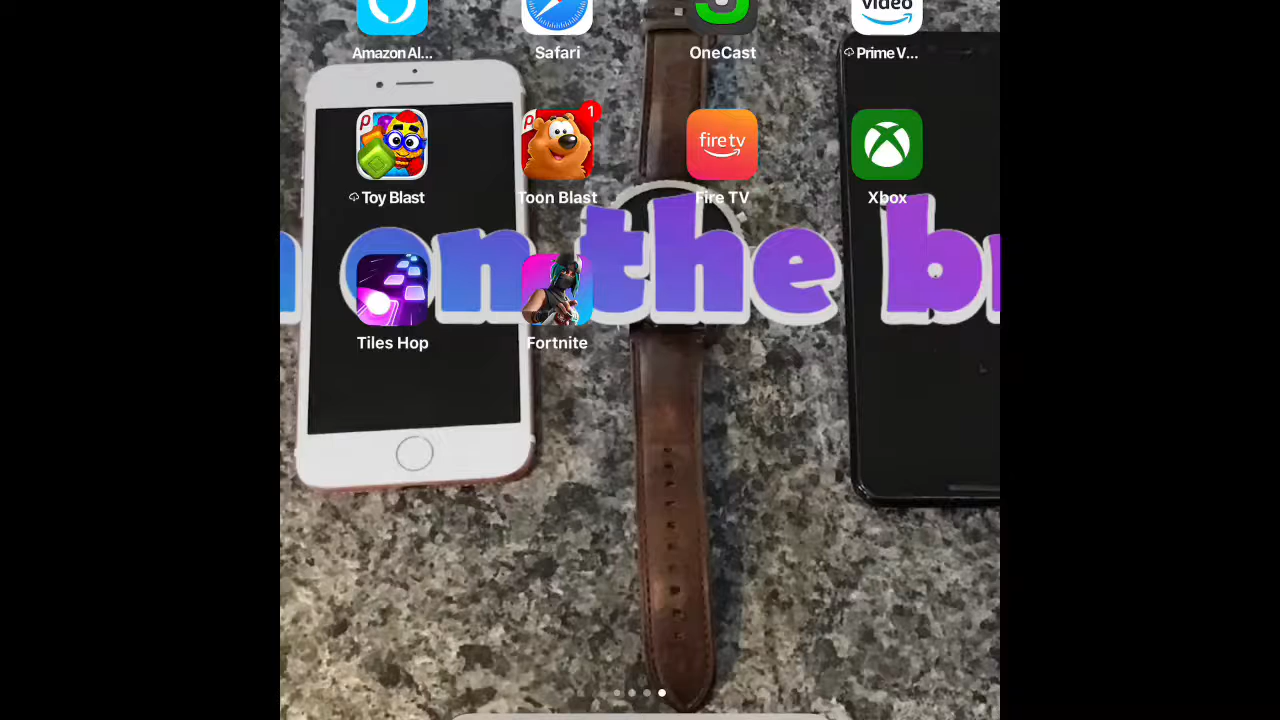 video
Amazon Al...
Safari
OneCast
Prime V...
p
p
1
fire tv
Toy Blast
Toon Blast
Fire TV
Xbox
on the
Tiles Hop
Fortnite